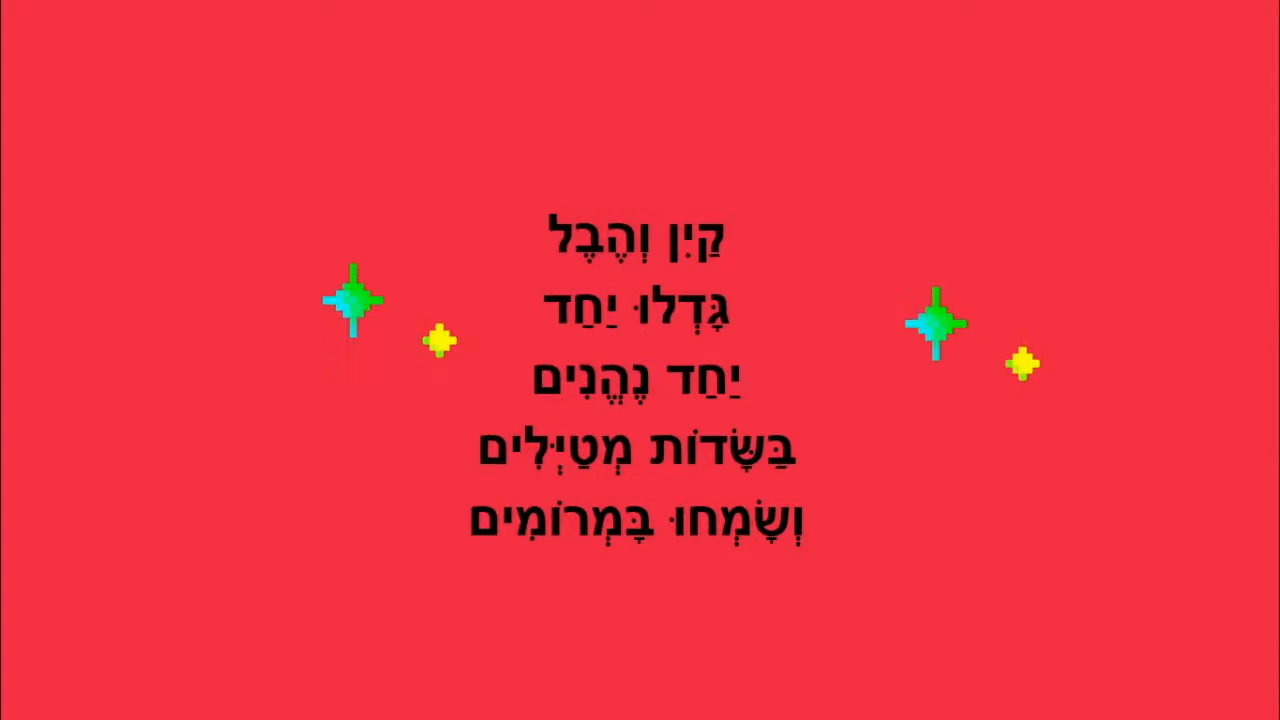 קַיִן וְהֶבֶל
גָּדְלוּ יַחַד
יַחַד נֶהֱנִים
בַּשָּׂדוֹת מְטַיְּלִים
וְשָׂמְחוּ בָּמְרוֹמִים